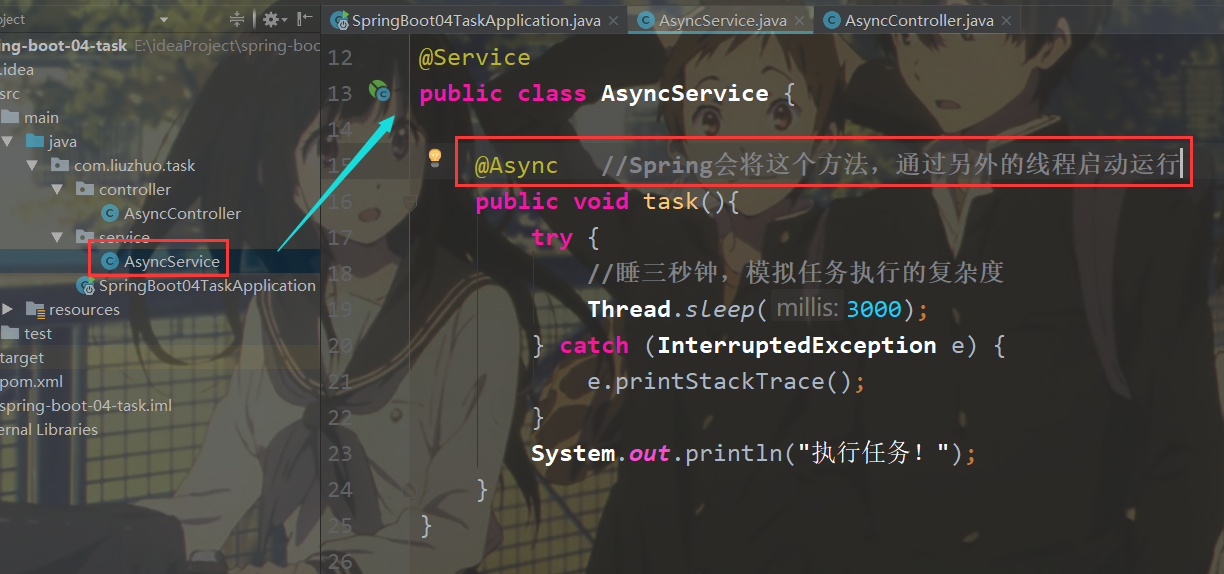 oject
SpringBoot04TaskApplication.java
AsyncService.java
AsyncController.java
ng-boot-04-task E:\ideaProject\spring-boo
.idea
src
main
java
com.liuzhuo.task
controller
AsyncController
service
AsyncService
SpringBoot04TaskApplication
resources
test
target
pom.xml
spring-boot-04-task.iml
ernal Libraries
12 @Service
13 public class AsyncService {
14
15 @Async //Spring会将这个方法，通过另外的线程启动运行
16 public void task(){
17 try {
18 //睡三秒钟，模拟任务执行的复杂度
19 Thread.sleep( millis: 3000);
20 } catch (InterruptedException e) {
21 e.printStackTrace();
22 }
23 System.out.println("执行任务！");
24 }
25 }
26